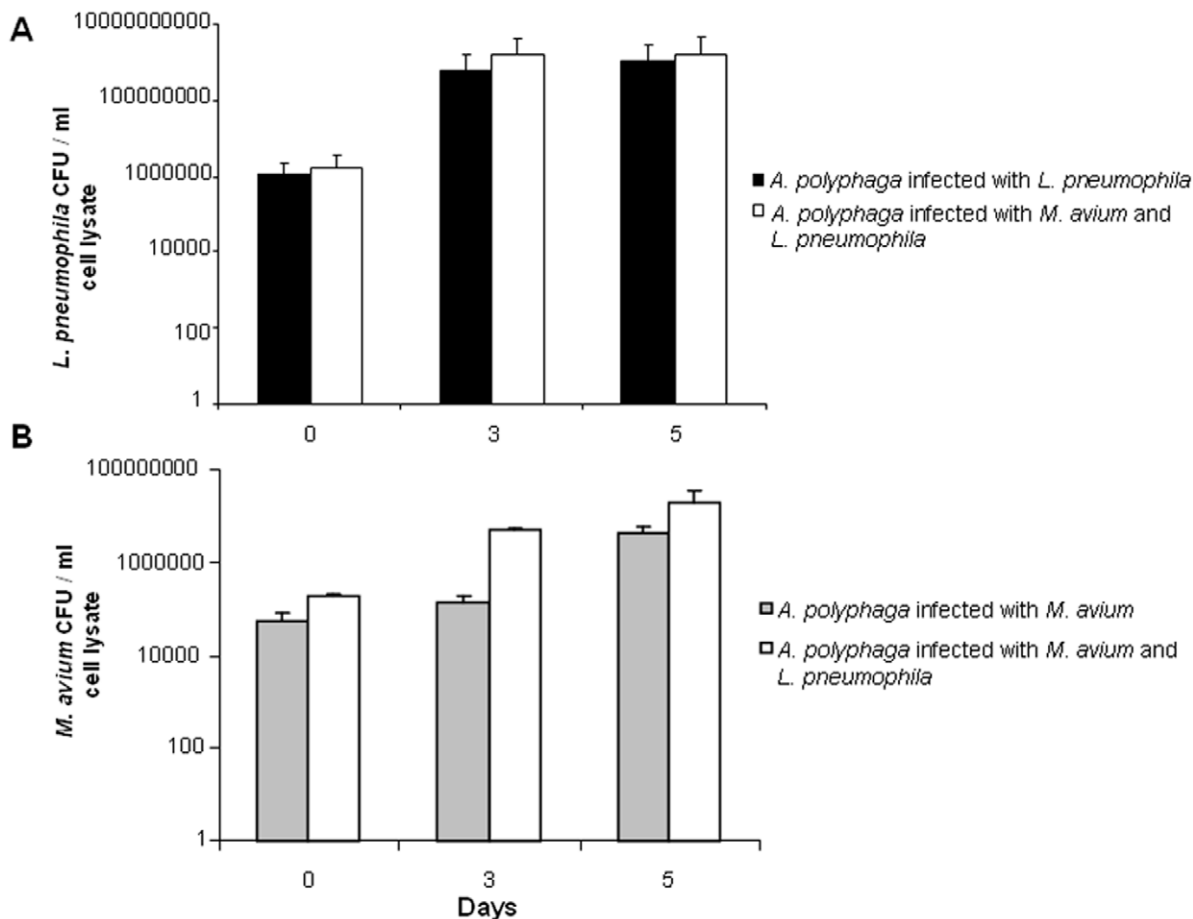 A
10000000000
100000000
1000000
10000
100
1
L. pneumophila CFU / ml
cell lysate
0 3 5
A. polyphaga infected with L. pneumophila
A. polyphaga infected with M. avium and
L. pneumophila
B
100000000
1000000
10000
100
1
M. avium CFU / ml
cell lysate
0 3 5
Days
A. polyphaga infected with M. avium
A. polyphaga infected with M. avium and
L. pneumophila